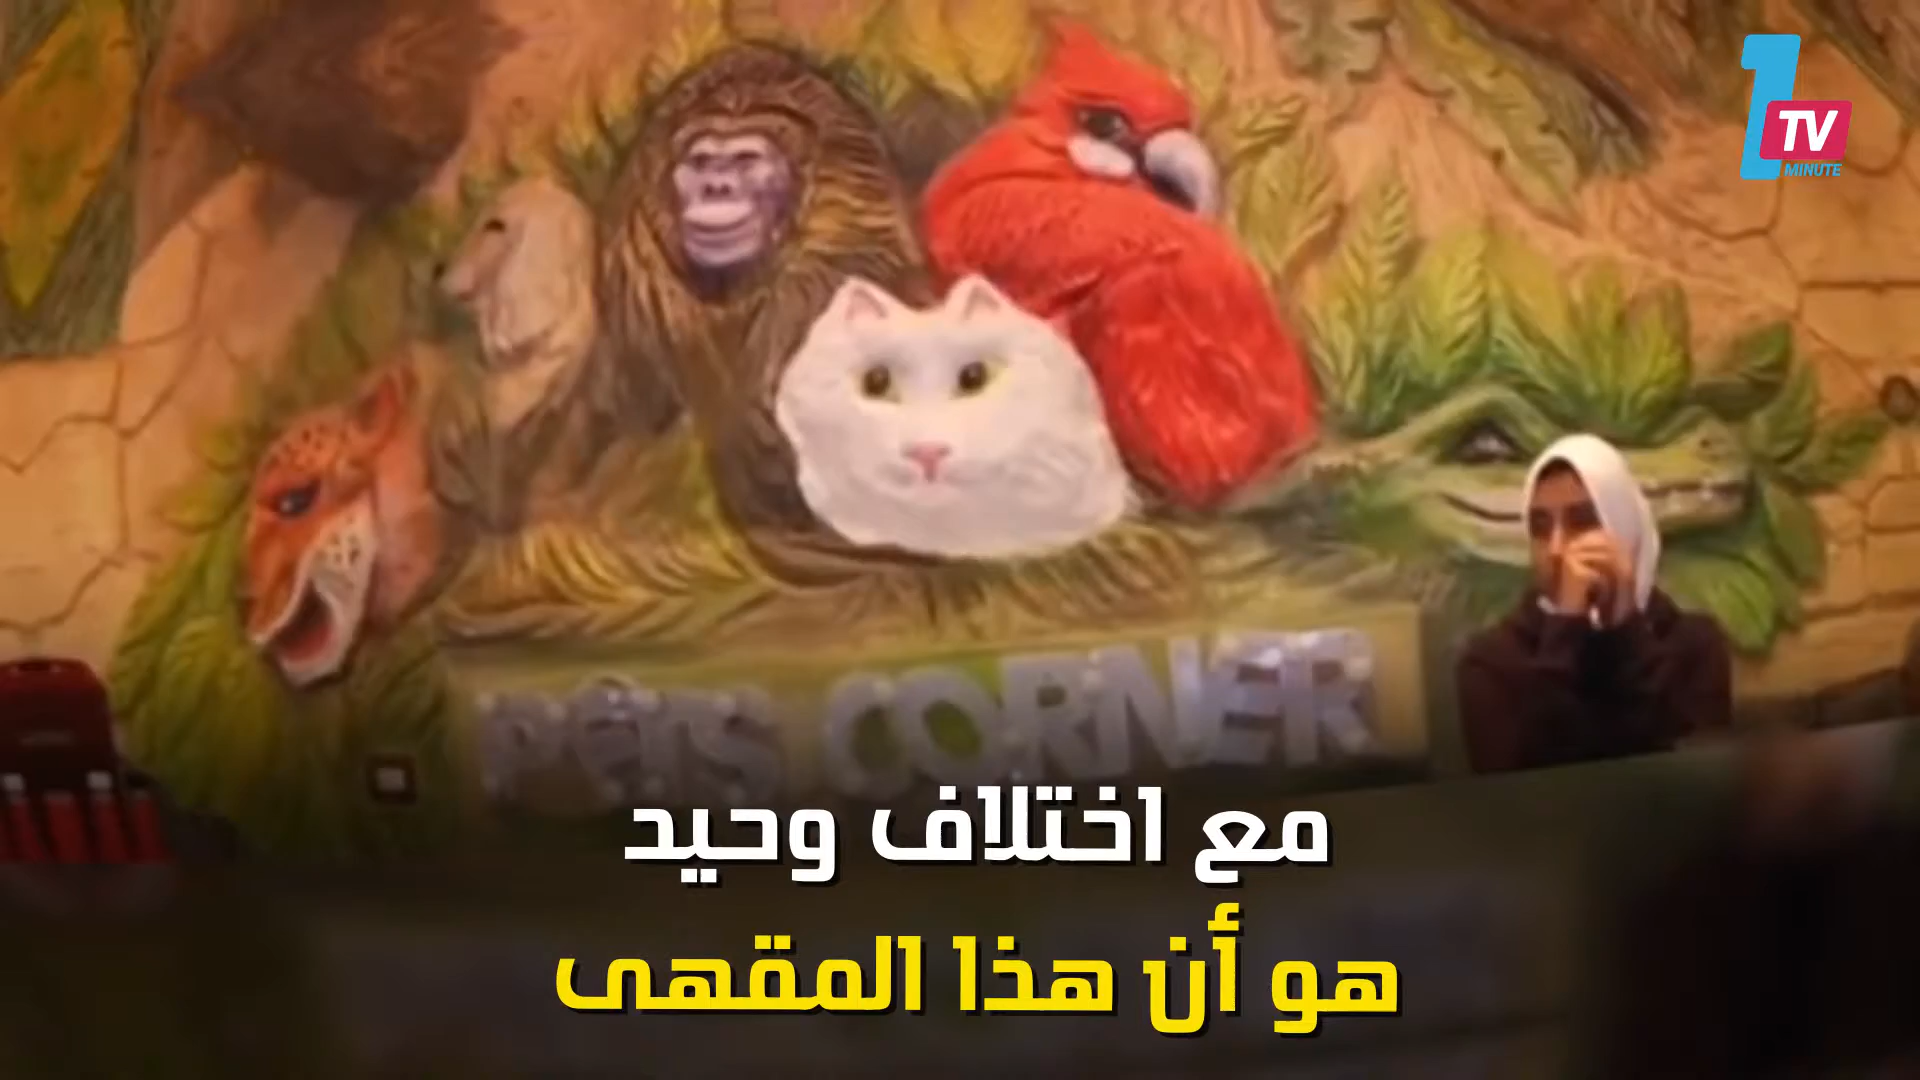 1
TV
MINUTE
PETS CORNER
مع اختلاف وحيد
هو أن هذا المقهى